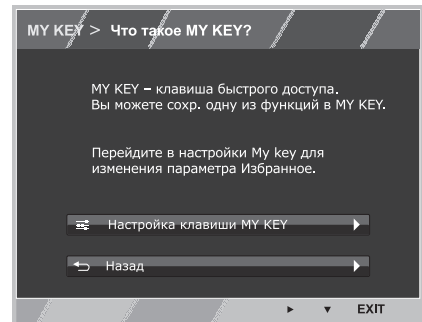 MY KEY > Что такое MY KEY?
MY KEY – клавиша быстрого доступа.
Вы можете сохр. одну из функций в MY KEY.
Перейдите в настройки My key для
изменения параметра Избранное.
Настройка клавиши MY KEY
Назад
EXIT